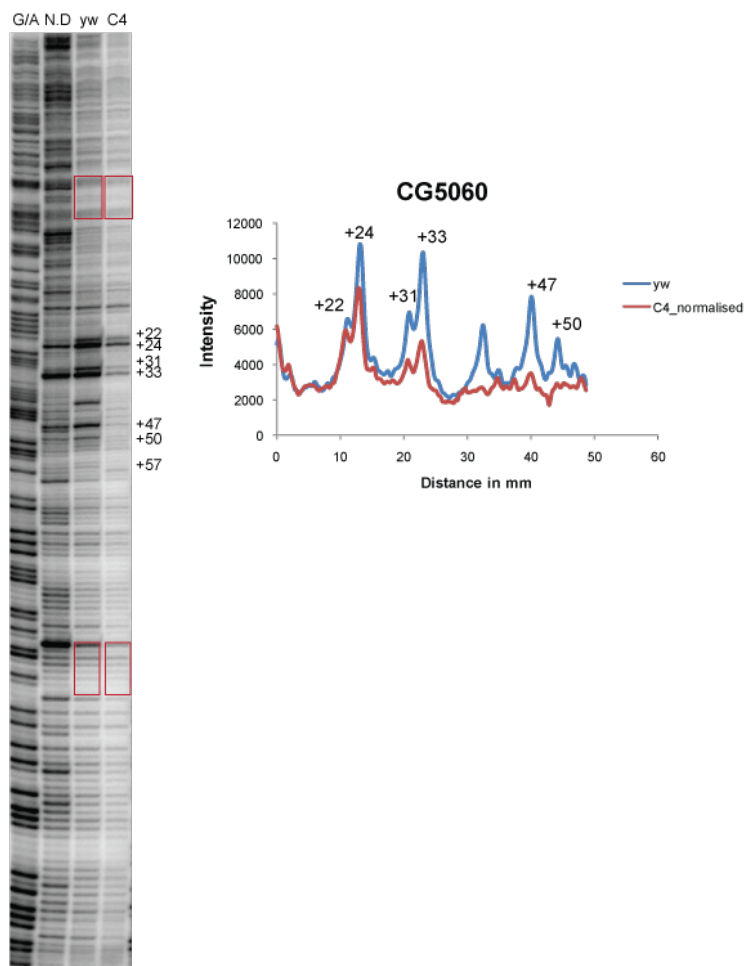 G/A N.D yw C4
+22
+24
+31
+33
+47
+50
+57
CG5060
12000
10000
8000
6000
4000
2000
0
Intensity
+22
+24
+31
+33
+47
+50
0 10 20 30 40 50 60
Distance in mm
yw
C4_normalised